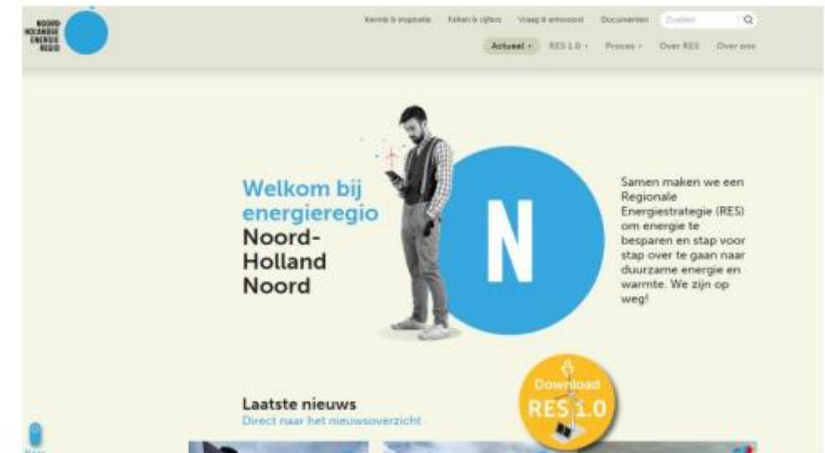 NOORD
HOLLANDSE
ENERGIE
REGIO
Kennis & inspiratie Feiten & cijfers Vraag & antwoord Documenten Zoeken
Actueel RES 1.0 Proces Over RES Over ons
Welkom bij
energieregio
Noord-
Holland
Noord
N
Samen maken we een
Regionale
Energiestrategie (RES)
om energie te
besparen en stap voor
stap over te gaan naar
duurzame energie en
warmte. We zijn op
weg!
Download
RES 1.0
Laatste nieuws
Direct naar het nieuwsoverzicht